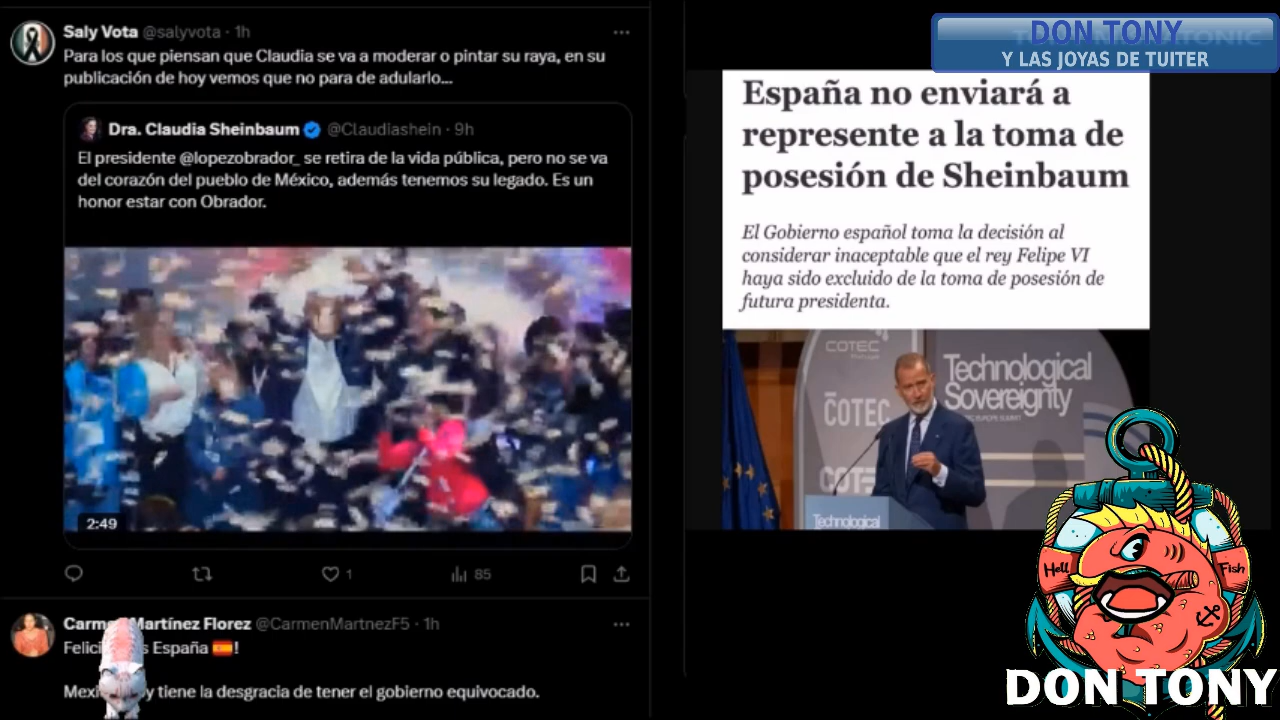 Saly Vota @salyvota · 1h
Para los que piensan que Claudia se va a moderar o pintar su raya, en su
publicación de hoy vemos que no para de adularlo...
Dra. Claudia Sheinbaum @Claudiashein · 9h
El presidente @lopezobrador_ se retira de la vida pública, pero no se va
del corazón del pueblo de México, además tenemos su legado. Es un
honor estar con Obrador.
2:49
1
85
Martínez Florez @CarmenMartnezF5 · 1h
España 🇪🇸!
y tiene la desgracia de tener el gobierno equivocado.
DON TONY
Y LAS JOYAS DE TUITER
España no enviará a
represente a la toma de
posesión de Sheinbaum
El Gobierno español toma la decisión al
considerar inaceptable que el rey Felipe VI
haya sido excluido de la toma de posesión de
futura presidenta.
COTEC
Technological
Sovereignty
COTEC
COTE
Technological
Hell
Fish
DON TONY